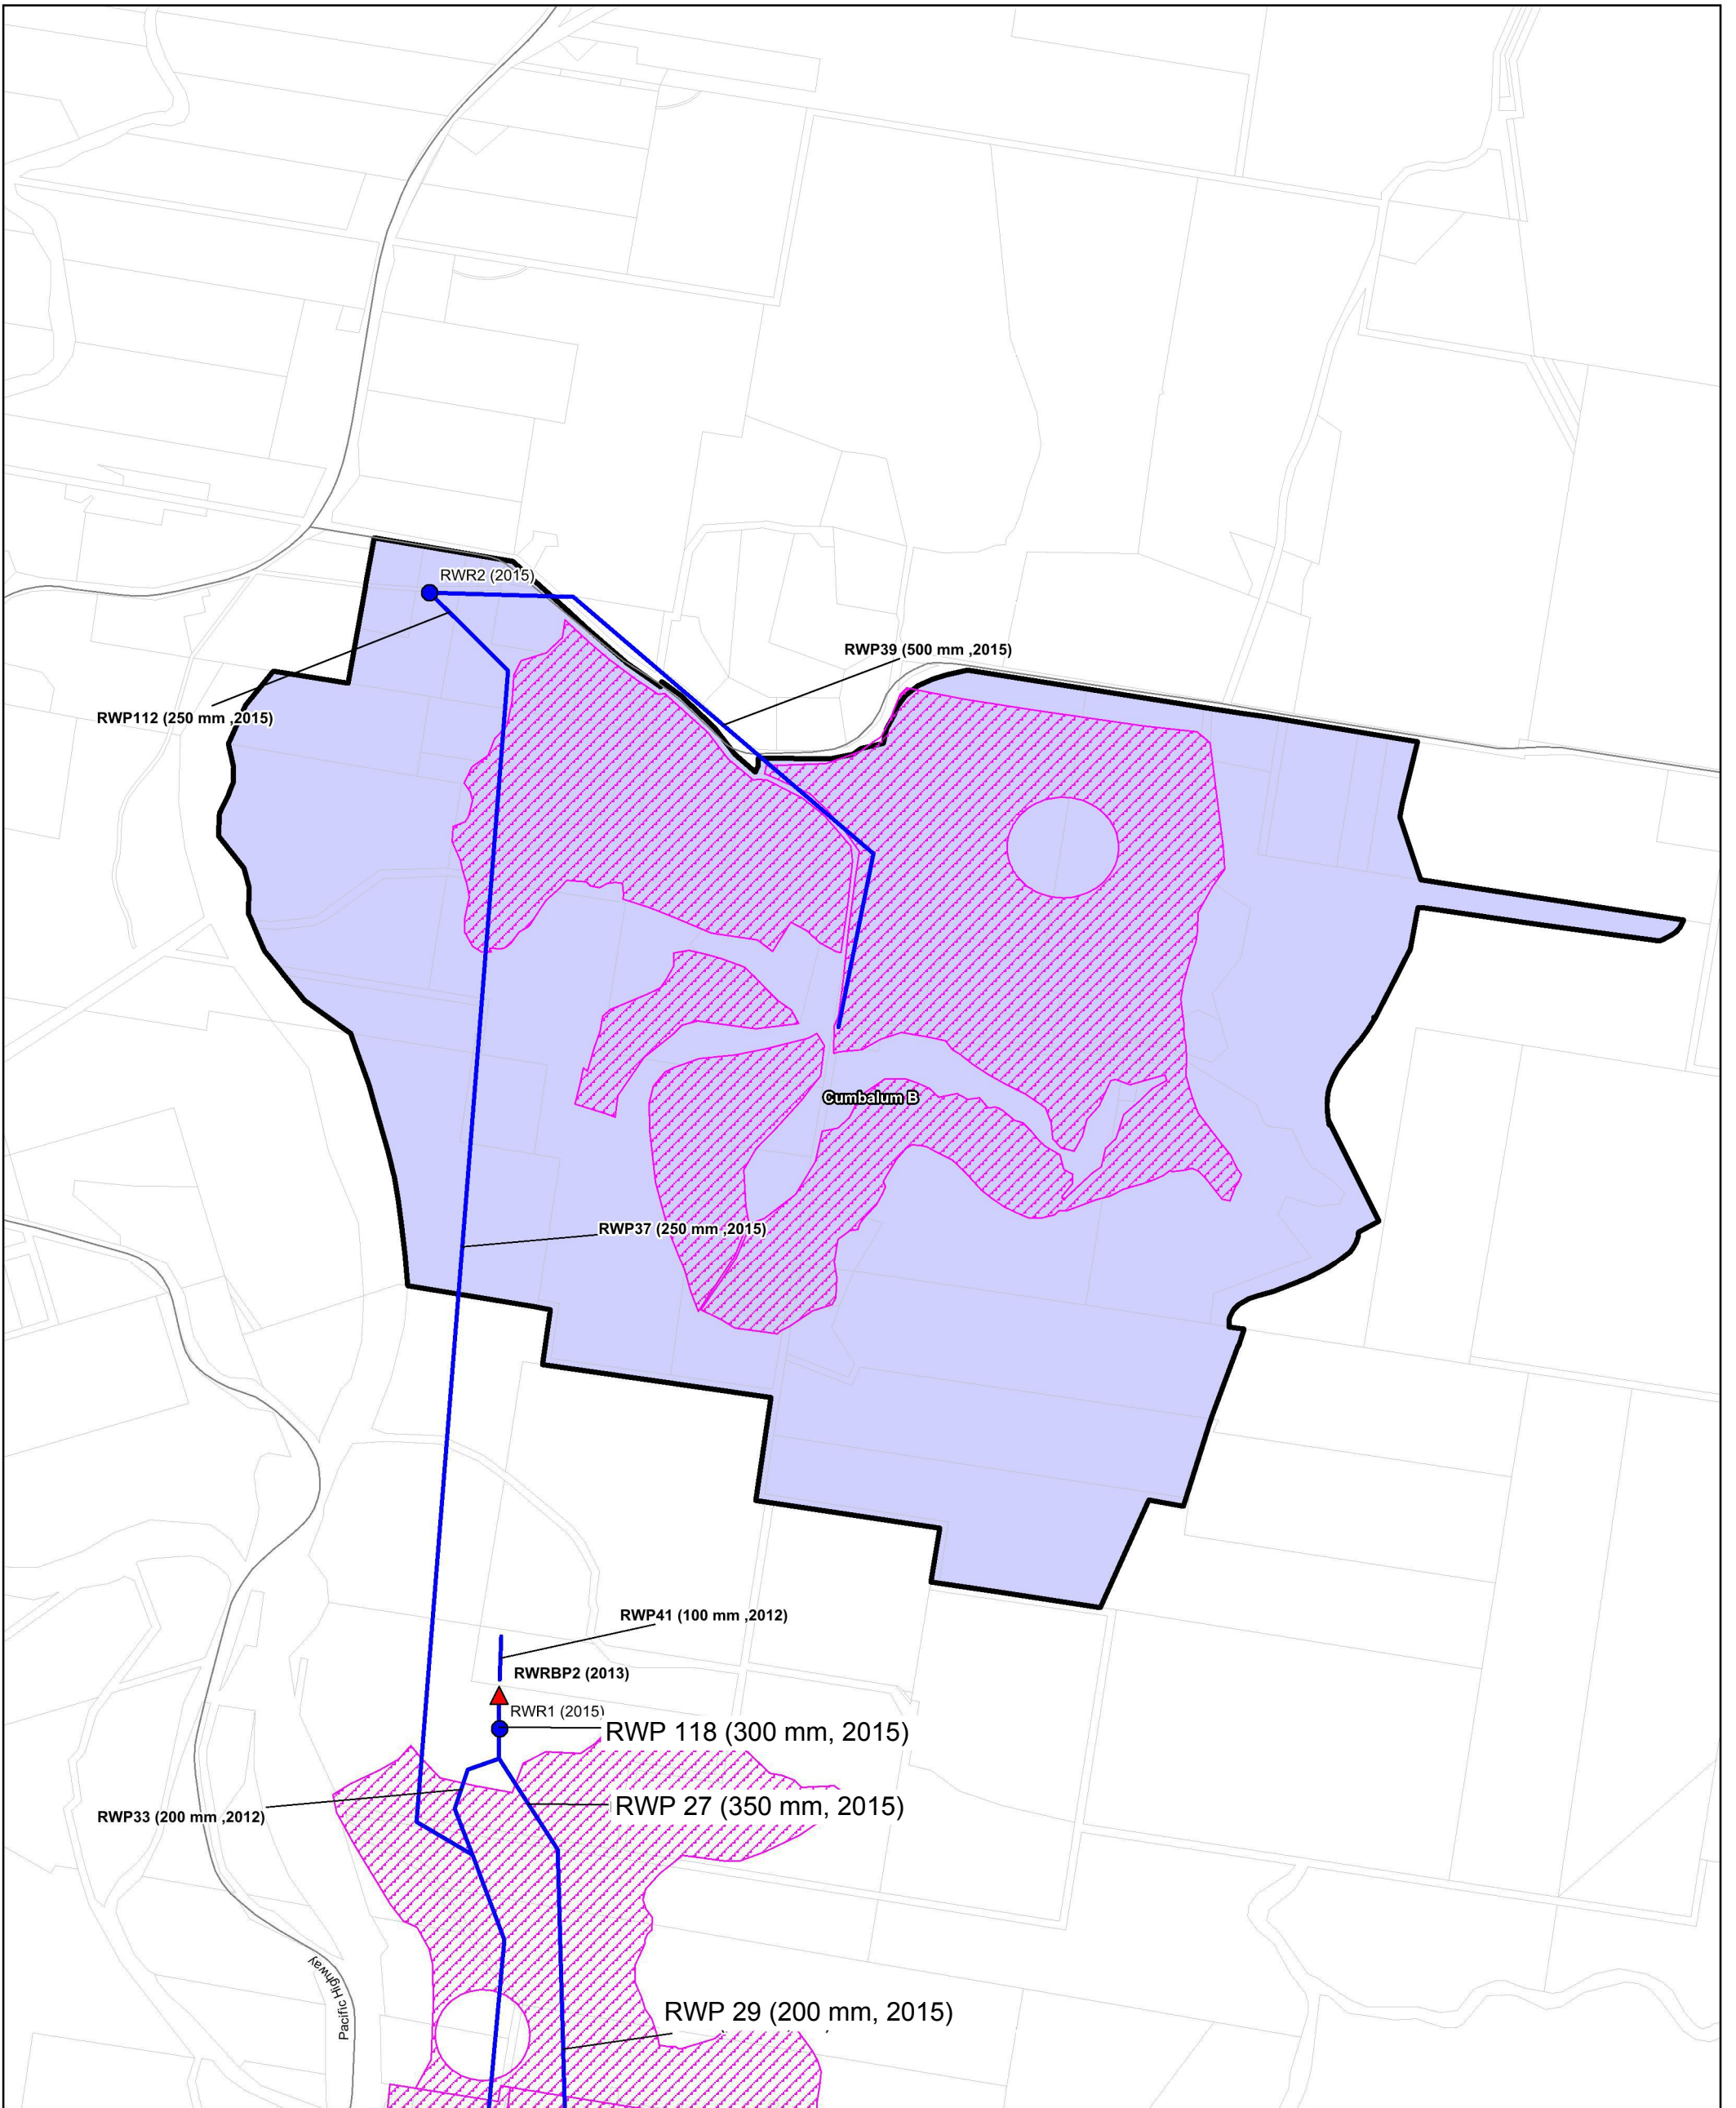 RWR2 (2015)
RWP39 (500 mm ,2015)
RWP112 (250 mm ,2015)
Cumbalum B
RWP37 (250 mm ,2015)
RWP41 (100 mm ,2012)
RWRBP2 (2013)
RWR1 (2015)
RWP 118 (300 mm, 2015)
RWP 27 (350 mm, 2015)
RWP33 (200 mm ,2012)
Pacific Highway
RWP 29 (200 mm, 2015)